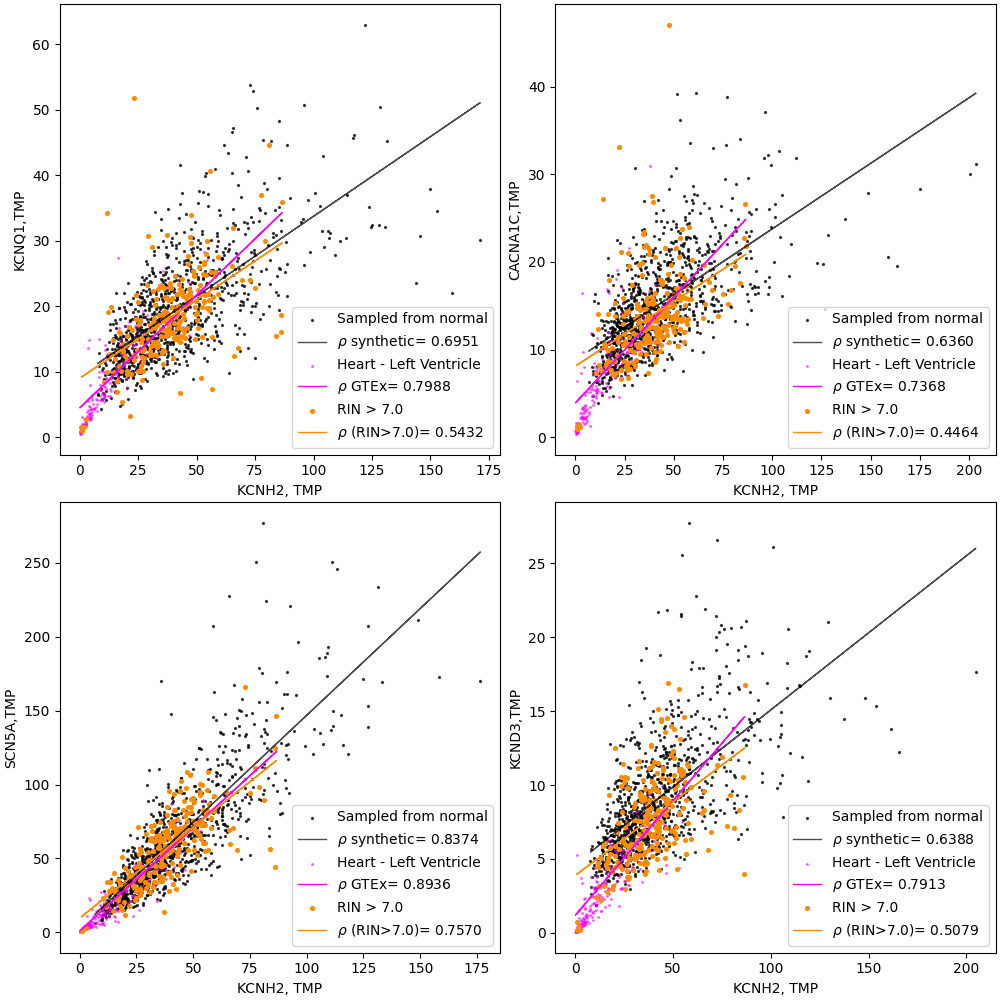 60
50
40
30
20
10
0
KCNQ1,TMP
0 25 50 75 100 125 150 175
KCNH2, TMP
Sampled from normal
ρ synthetic= 0.6951
Heart - Left Ventricle
ρ GTEx= 0.7988
RIN > 7.0
ρ (RIN>7.0)= 0.5432
40
30
20
10
0
CACNA1C,TMP
0 25 50 75 100 125 150 175 200
KCNH2, TMP
Sampled from normal
ρ synthetic= 0.6360
Heart - Left Ventricle
ρ GTEx= 0.7368
RIN > 7.0
ρ (RIN>7.0)= 0.4464
250
200
150
100
50
0
SCN5A,TMP
0 25 50 75 100 125 150 175
KCNH2, TMP
Sampled from normal
ρ synthetic= 0.8374
Heart - Left Ventricle
ρ GTEx= 0.8936
RIN > 7.0
ρ (RIN>7.0)= 0.7570
25
20
15
10
5
0
KCND3,TMP
0 50 100 150 200
KCNH2, TMP
Sampled from normal
ρ synthetic= 0.6388
Heart - Left Ventricle
ρ GTEx= 0.7913
RIN > 7.0
ρ (RIN>7.0)= 0.5079